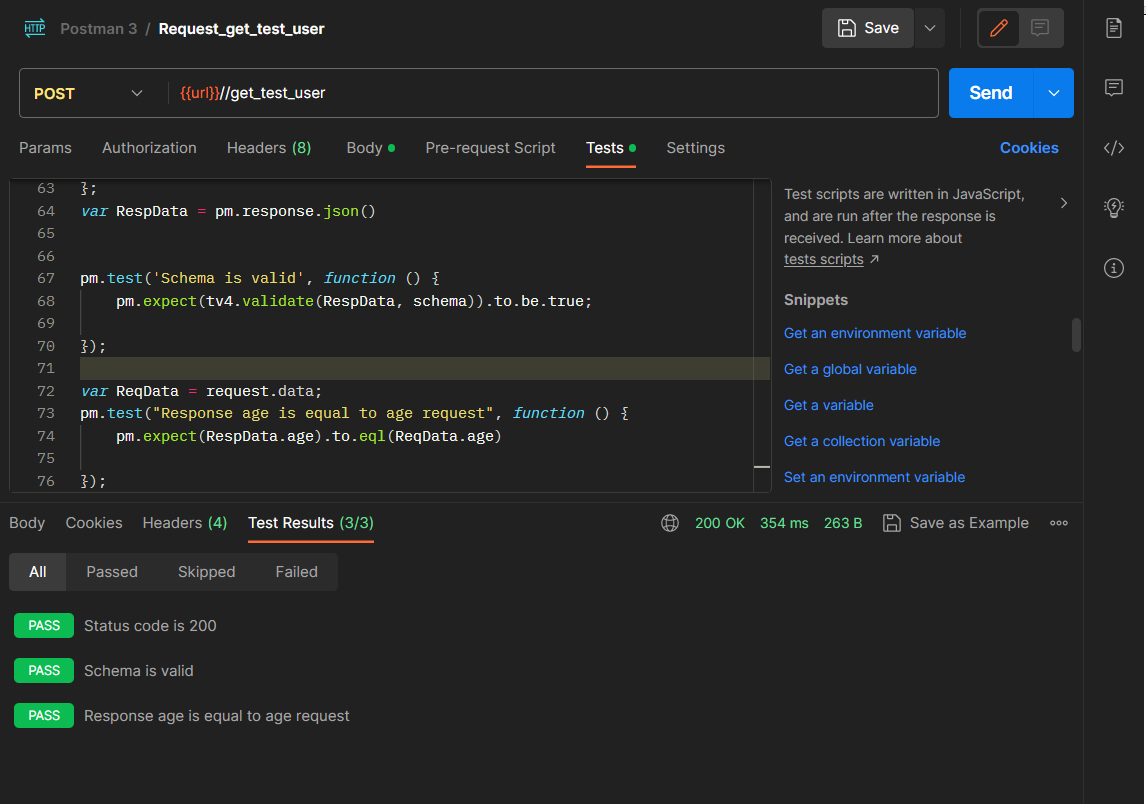 HTTP Postman 3 / Request_get_test_user Save
POST {{url}}//get_test_user Send
Params Authorization Headers (8) Body Pre-request Script Tests Settings Cookies
63 };
64 var RespData = pm.response.json()
65
66
67 pm.test('Schema is valid', function () {
68 pm.expect(tv4.validate(RespData, schema)).to.be.true;
69
70 });
71
72 var ReqData = request.data;
73 pm.test("Response age is equal to age request", function () {
74 pm.expect(RespData.age).to.eql(ReqData.age)
75
76 });
Test scripts are written in JavaScript,
and are run after the response is
received. Learn more about
tests scripts ↗
Snippets
Get an environment variable
Get a global variable
Get a variable
Get a collection variable
Set an environment variable
Body Cookies Headers (4) Test Results (3/3) 200 OK 354 ms 263 B Save as Example
All Passed Skipped Failed
PASS Status code is 200
PASS Schema is valid
PASS Response age is equal to age request